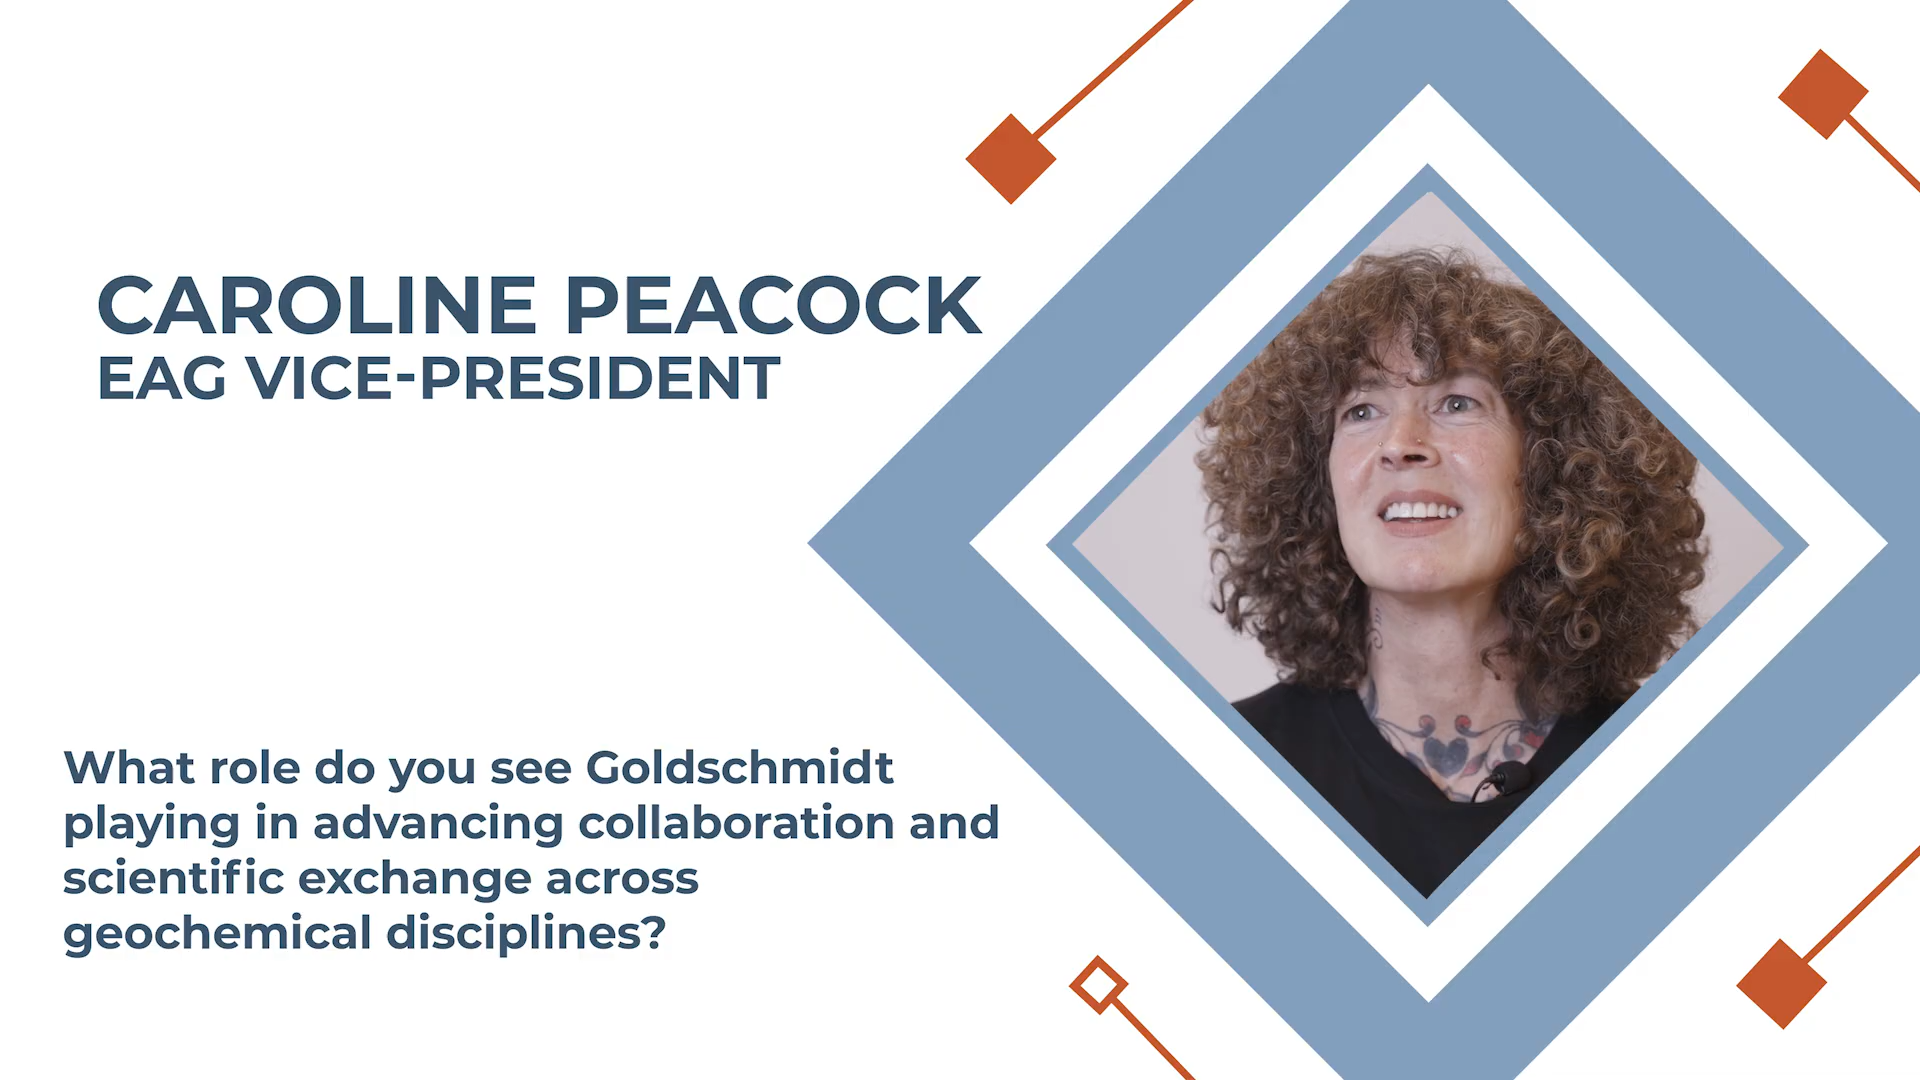 CAROLINE PEACOCK
EAG VICE-PRESIDENT
What role do you see Goldschmidt
playing in advancing collaboration and
scientific exchange across
geochemical disciplines?